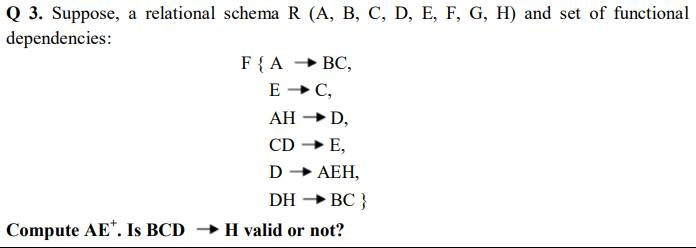 Q 3. Suppose, a relational schema R (A, B, C, D, E, F, G, H) and set of functional
dependencies:
F { A → BC,
E → C,
AH → D,
CD → E,
D → AEH,
DH → BC }
Compute AE⁺. Is BCD → H valid or not?